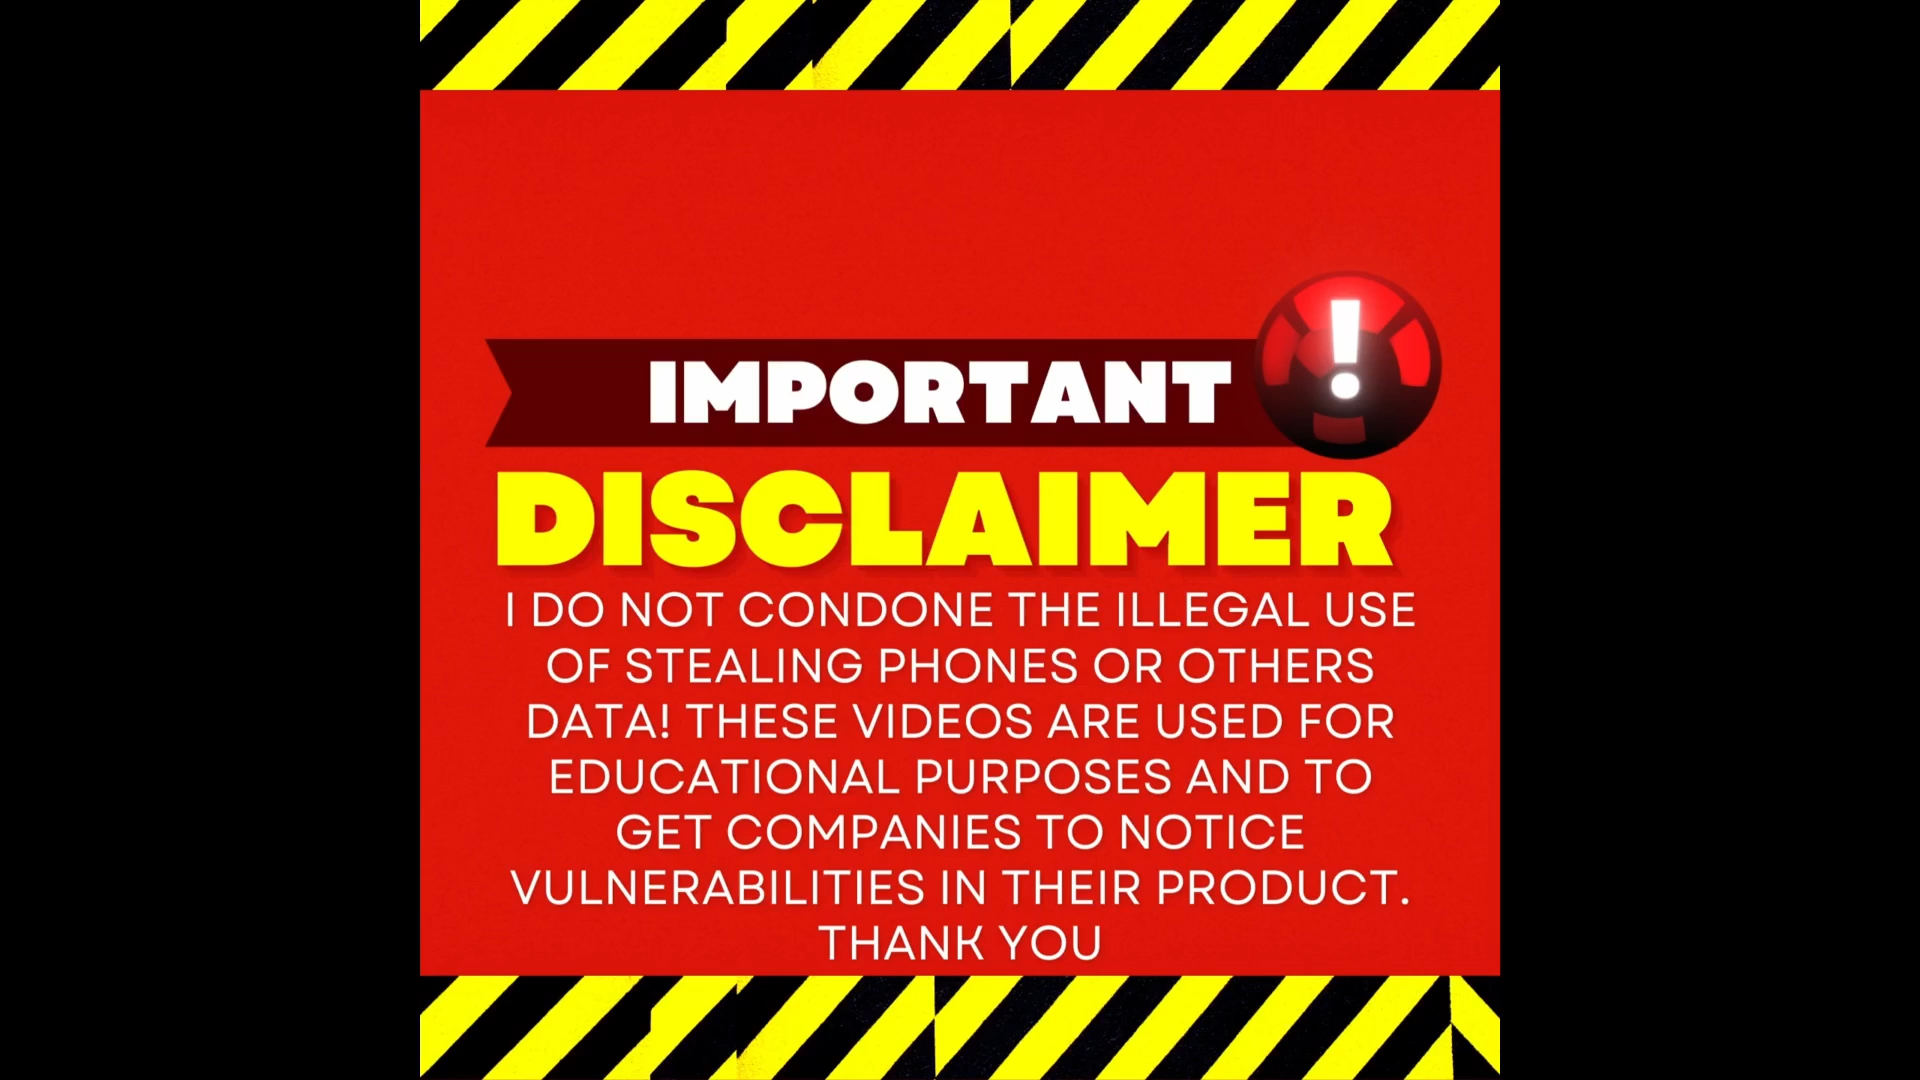 IMPORTANT
!
DISCLAIMER
I DO NOT CONDONE THE ILLEGAL USE
OF STEALING PHONES OR OTHERS
DATA! THESE VIDEOS ARE USED FOR
EDUCATIONAL PURPOSES AND TO
GET COMPANIES TO NOTICE
VULNERABILITIES IN THEIR PRODUCT.
THANK YOU